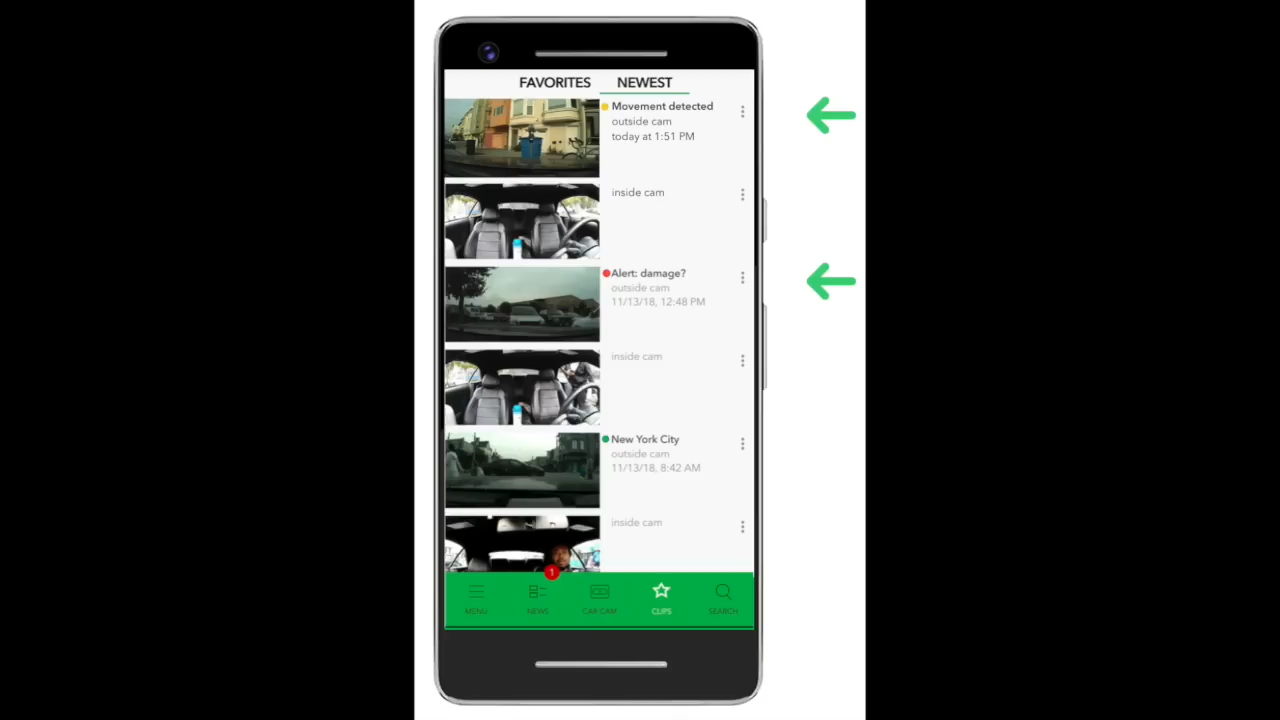 FAVORITES NEWEST
Movement detected
outside cam
today at 1:51 PM
inside cam
Alert: damage?
outside cam
11/13/18, 12:48 PM
inside cam
New York City
outside cam
11/13/18, 8:42 AM
inside cam
1
MENU NEWS CAR CAM CLIPS SEARCH